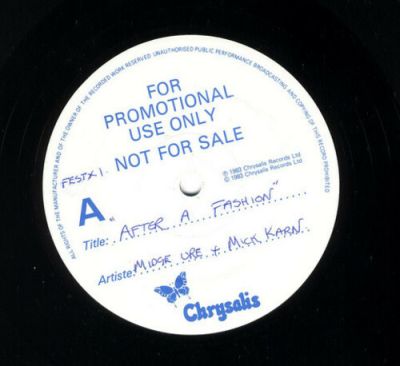 ALL RIGHTS OF THE MANUFACTURER AND OF THE OWNER OF THE RECORDED WORK RESERVED. UNAUTHORISED PUBLIC PERFORMANCE BROADCASTING AND COPYING OF THIS RECORD PROHIBITED
FOR
PROMOTIONAL
USE ONLY
NOT FOR SALE
℗ 1983 Chrysalis Records Ltd
© 1983 Chrysalis Records Ltd
FESTX 1.
A
Title: "AFTER A FASHION"
Artiste: MIDGE URE + MICK KARN.
Chrysalis